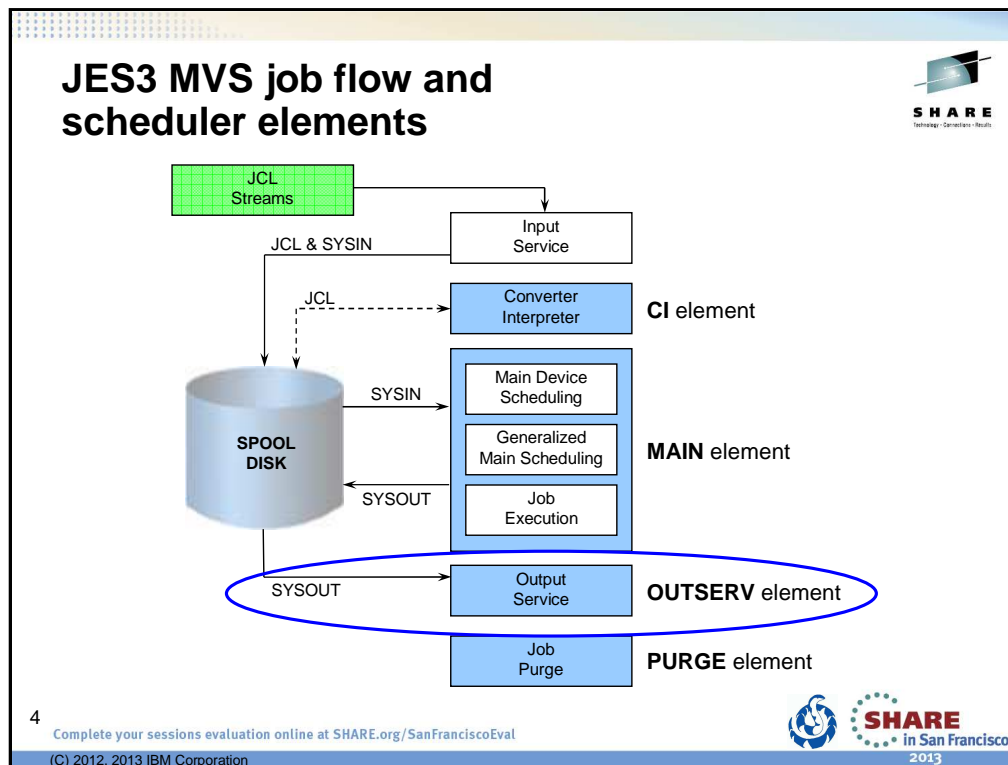 JES3 MVS job flow and
scheduler elements
SHARE
Technology · Connections · Results
JCL
Streams
Input
Service
JCL & SYSIN
JCL
Converter
Interpreter
CI element
SPOOL
DISK
SYSIN
Main Device
Scheduling
Generalized
Main Scheduling
MAIN element
SYSOUT
Job
Execution
SYSOUT
Output
Service
OUTSERV element
Job
Purge
PURGE element
4
Complete your sessions evaluation online at SHARE.org/SanFranciscoEval
(C) 2012, 2013 IBM Corporation
SHARE
in San Francisco
2013